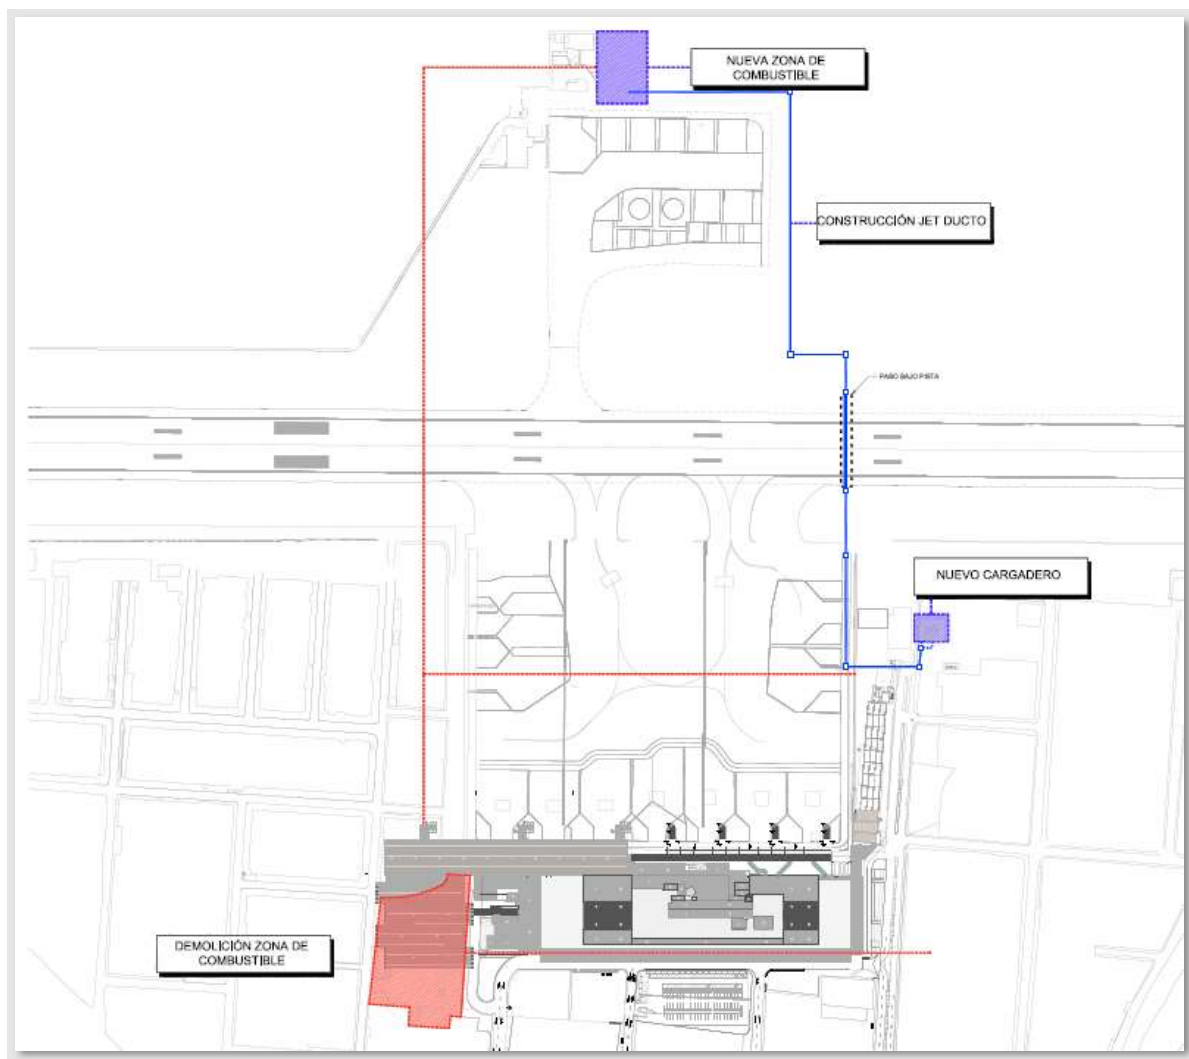 NUEVA ZONA DE
COMBUSTIBLE
CONSTRUCCIÓN JET DUCTO
PASO BAJO PISTA
NUEVO CARGADERO
DEMOLICIÓN ZONA DE
COMBUSTIBLE